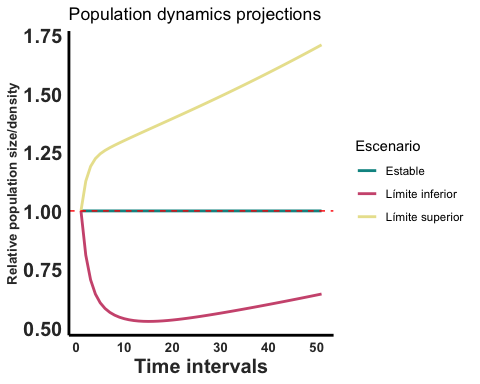 Population dynamics projections
Relative population size/density
1.75
1.50
1.25
1.00
0.75
0.50
0 10 20 30 40 50
Time intervals
Escenario
Estable
Límite inferior
Límite superior